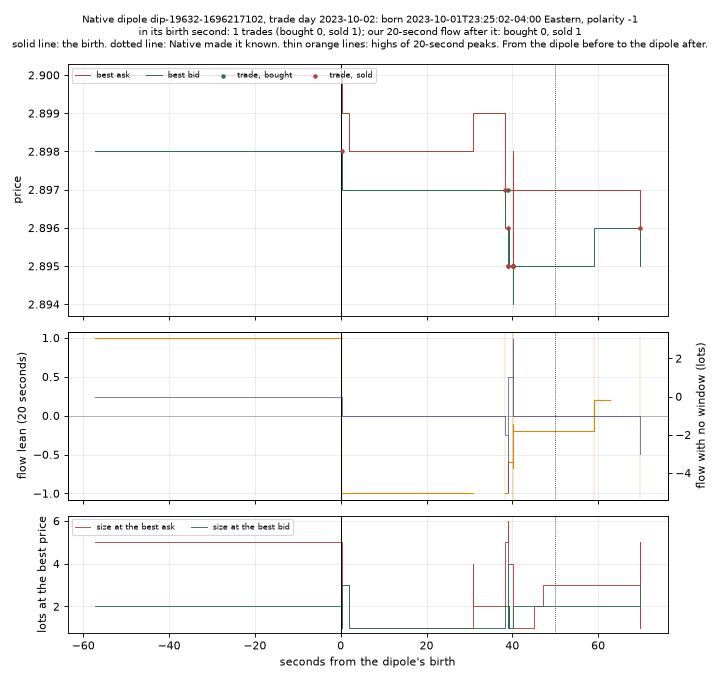 Native dipole dip-19632-1696217102, trade day 2023-10-02: born 2023-10-01T23:25:02-04:00 Eastern, polarity -1
in its birth second: 1 trades (bought 0, sold 1); our 20-second flow after it: bought 0, sold 1
solid line: the birth. dotted line: Native made it known. thin orange lines: highs of 20-second peaks. From the dipole before to the dipole after.
best ask
best bid
trade, bought
trade, sold
2.900
2.899
2.898
2.897
2.896
2.895
2.894
price
1.0
0.5
0.0
−0.5
−1.0
flow lean (20 seconds)
2
0
−2
−4
flow with no window (lots)
size at the best ask
size at the best bid
6
4
2
lots at the best price
−60
−40
−20
0
20
40
60
seconds from the dipole's birth